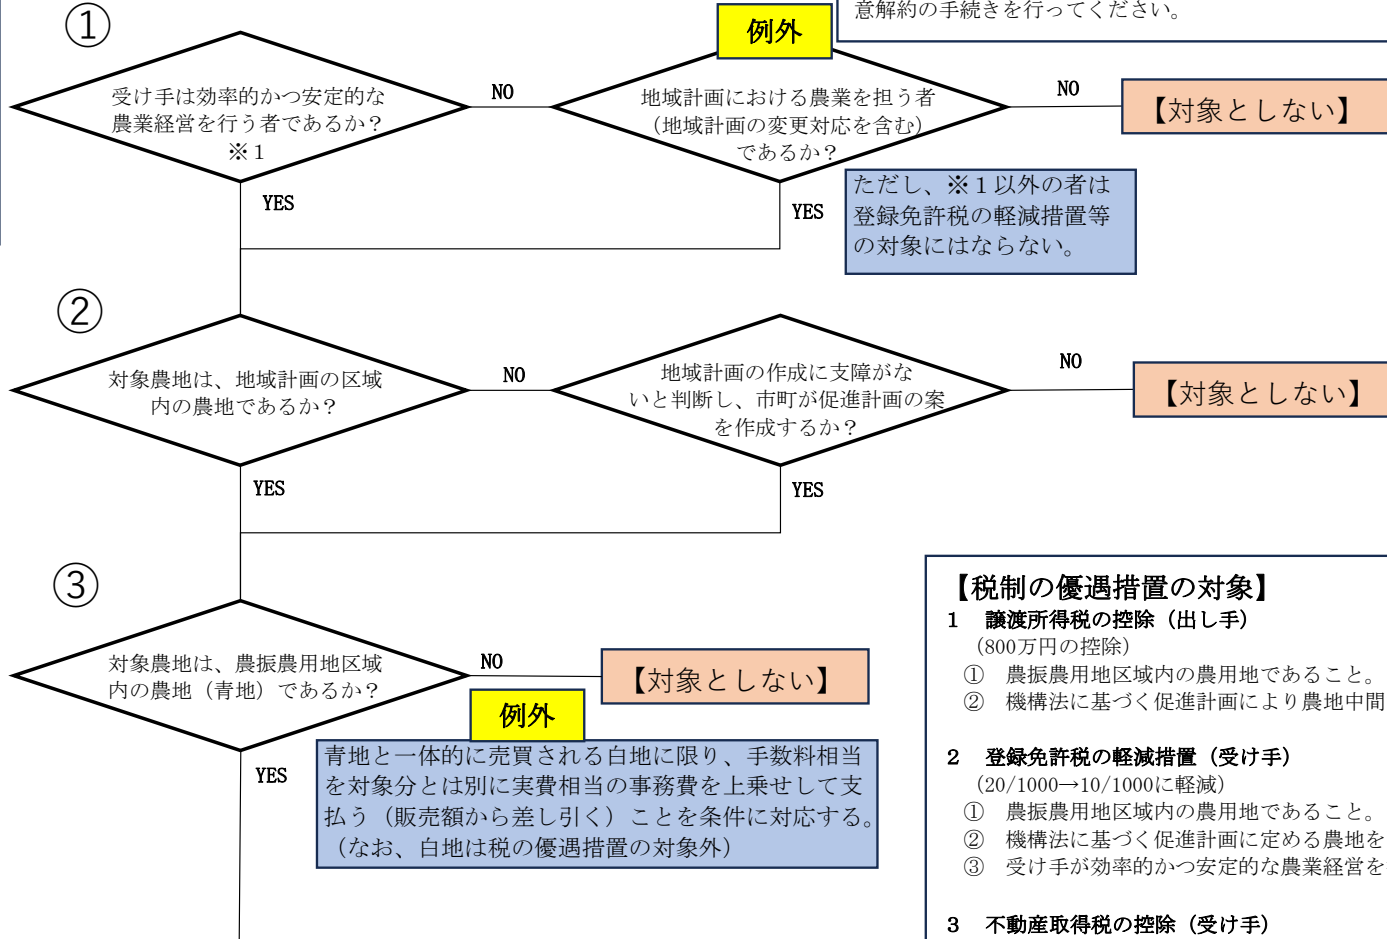 意解約の手続きを行ってください。
①
例外
受け手は効率的かつ安定的な
農業経営を行う者であるか？
※１
NO
地域計画における農業を担う者
（地域計画の変更対応を含む）
であるか？
NO
【対象としない】
YES
YES
ただし、※１以外の者は
登録免許税の軽減措置等
の対象にはならない。
②
対象農地は、地域計画の区域
内の農地であるか？
NO
地域計画の作成に支障がな
いと判断し、市町が促進計画の案
を作成するか？
NO
【対象としない】
YES
YES
③
対象農地は、農振農用地区域
内の農地（青地）であるか？
NO
【対象としない】
YES
例外
青地と一体的に売買される白地に限り、手数料相当
を対象分とは別に実費相当の事務費を上乗せして支
払う（販売額から差し引く）ことを条件に対応する。
（なお、白地は税の優遇措置の対象外）
【税制の優遇措置の対象】
1　譲渡所得税の控除（出し手）
（800万円の控除）
①　農振農用地区域内の農用地であること。
②　機構法に基づく促進計画により農地中間
2　登録免許税の軽減措置（受け手）
（20/1000→10/1000に軽減）
①　農振農用地区域内の農用地であること。
②　機構法に基づく促進計画に定める農地を
③　受け手が効率的かつ安定的な農業経営を
3　不動産取得税の控除（受け手）